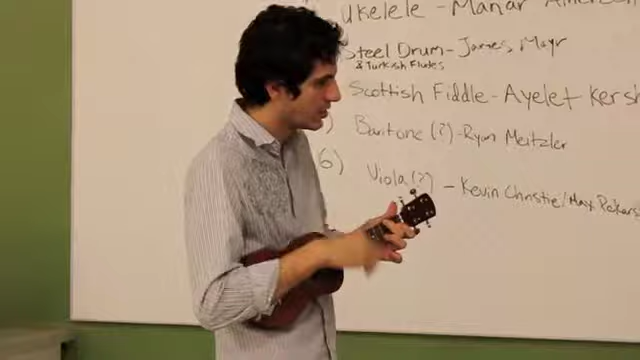 Ukelele - Manar
Steel Drum - James, Mayr
& Turkish Flutes
Scottish Fiddle - Ayelet Kersh
) Baritone (?) - Ryan Meitzler
6) Viola (?) - Kevin Christie/Max